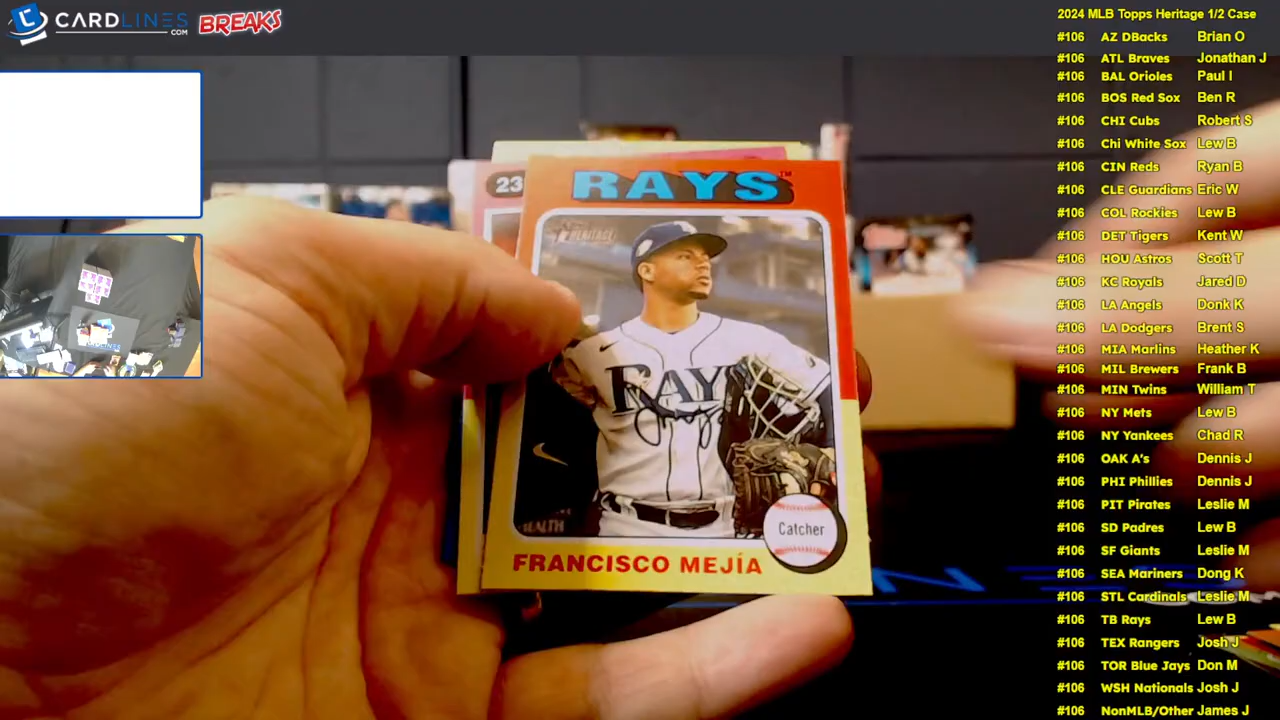 CARDLINES
.COM
BREAKS
2024 MLB Topps Heritage 1/2 Case
#106 AZ DBacks Brian O
#106 ATL Braves Jonathan J
#106 BAL Orioles Paul I
#106 BOS Red Sox Ben R
#106 CHI Cubs Robert S
#106 Chi White Sox Lew B
#106 CIN Reds Ryan B
#106 CLE Guardians Eric W
#106 COL Rockies Lew B
#106 DET Tigers Kent W
#106 HOU Astros Scott T
#106 KC Royals Jared D
#106 LA Angels Donk K
#106 LA Dodgers Brent S
#106 MIA Marlins Heather K
#106 MIL Brewers Frank B
#106 MIN Twins William T
#106 NY Mets Lew B
#106 NY Yankees Chad R
#106 OAK A's Dennis J
#106 PHI Phillies Dennis J
#106 PIT Pirates Leslie M
#106 SD Padres Lew B
#106 SF Giants Leslie M
#106 SEA Mariners Dong K
#106 STL Cardinals Leslie M
#106 TB Rays Lew B
#106 TEX Rangers Josh J
#106 TOR Blue Jays Don M
#106 WSH Nationals Josh J
#106 NonMLB/Other James J
23
RAYS™
HERITAGE
RAYS
HEALTH
Catcher
FRANCISCO MEJÍA